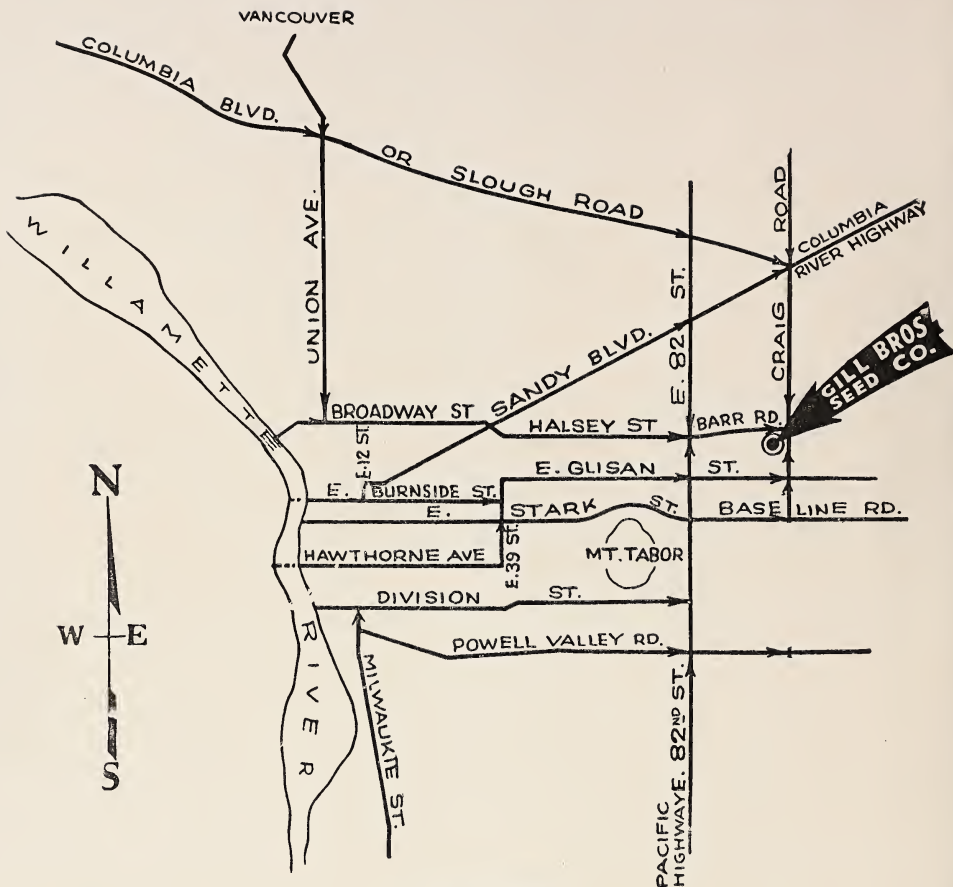 VANCOUVER
COLUMBIA BLVD.
OR SLOUGH ROAD
UNION AVE.
E. 82 ST.
CRAIG ROAD
COLUMBIA
RIVER HIGHWAY
WILLAMETTE
SANDY BLVD.
GILL BROS
SEED CO.
BROADWAY ST
HALSEY ST
BARR RD.
E. 12 ST.
E. GLISAN ST.
E. BURNSIDE ST.
E. STARK ST.
BASE LINE RD.
N
HAWTHORNE AVE
E. 39 ST.
MT. TABOR
DIVISION ST.
W E
POWELL VALLEY RD.
RIVER
MILWAUKIE ST.
S
PACIFIC
HIGHWAY E. 82ND ST.